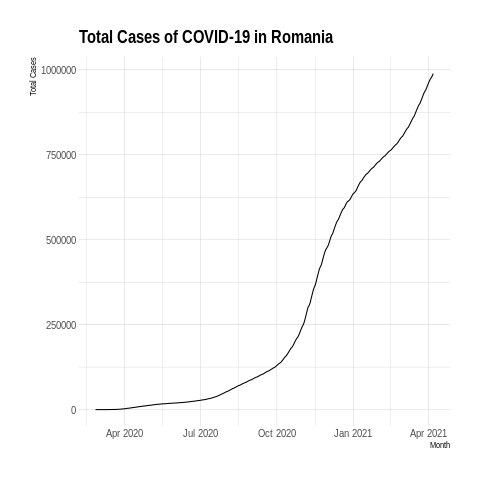 Total Cases of COVID-19 in Romania
Total Cases
1000000
750000
500000
250000
0
Apr 2020 Jul 2020 Oct 2020 Jan 2021 Apr 2021
Month